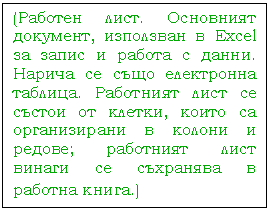 (Работен лист. Основният
документ, използван в Excel
за запис и работа с данни.
Нарича се също електронна
таблица. Работният лист се
състои от клетки, които са
организирани в колони и
редове; работният лист
винаги се съхранява в
работна книга.)